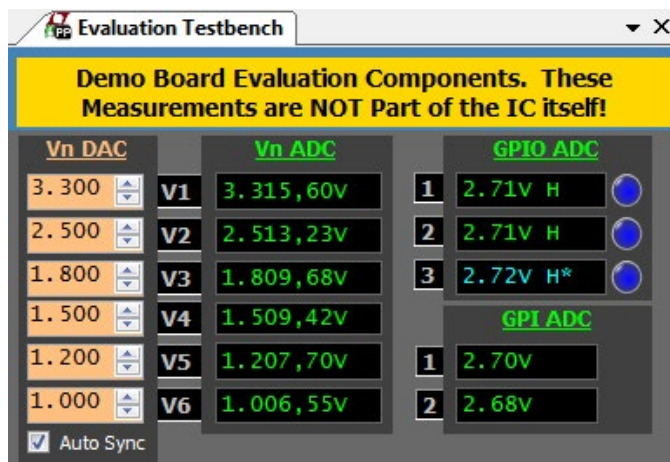 Evaluation Testbench
Demo Board Evaluation Components. These
Measurements are NOT Part of the IC itself!
Vn DAC Vn ADC GPIO ADC
3.300 V1 3.315,60V 1 2.71V H
2.500 V2 2.513,23V 2 2.71V H
1.800 V3 1.809,68V 3 2.72V H*
1.500 V4 1.509,42V GPI ADC
1.200 V5 1.207,70V 1 2.70V
1.000 V6 1.006,55V 2 2.68V
Auto Sync